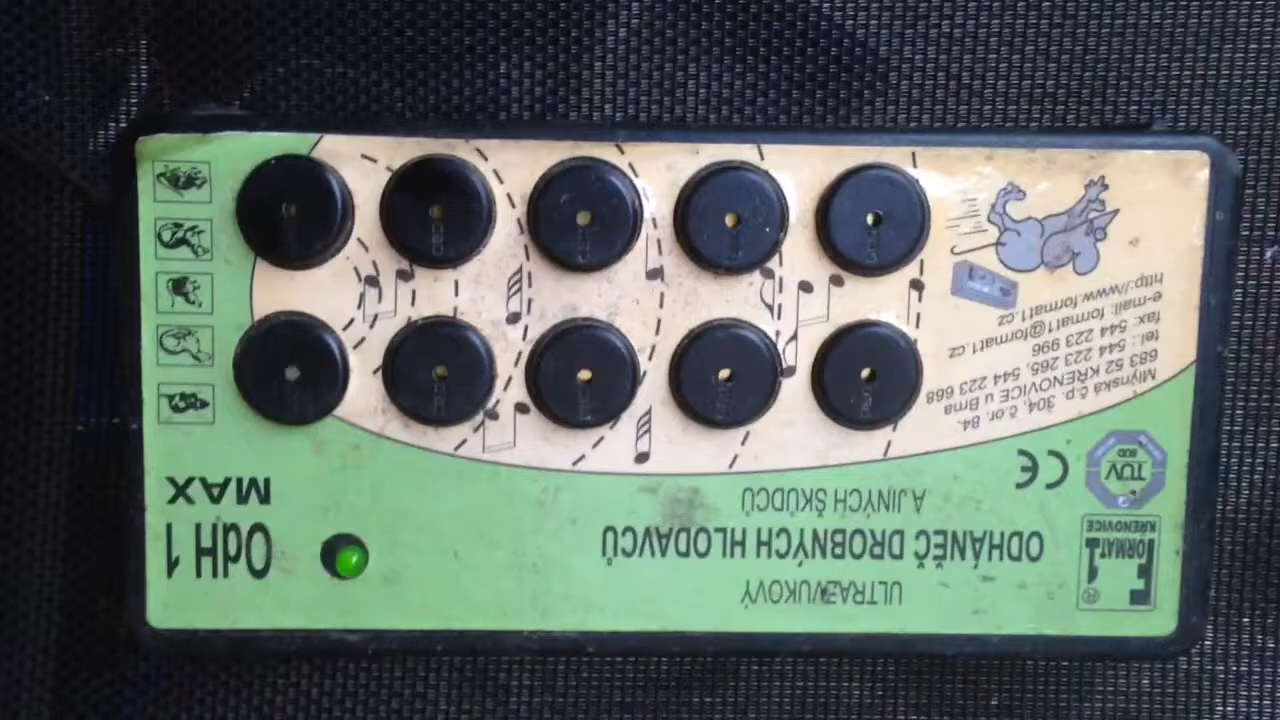 FORMAT 1
KŘENOVICE
®
ULTRAZVUKOVÝ
ODHÁNĚČ DROBNÝCH HLODAVCŮ
A JINÝCH ŠKŮDCŮ
OdH 1
MAX
TÜV
SÜD
CE
Mlýnská č.p. 304, č.or. 84.
683 52 KŘENOVICE u Brna
tel.: 544 223 265, 544 223 668
fax: 544 223 996
e-mail: format1@format1.cz
http://www.format1.cz